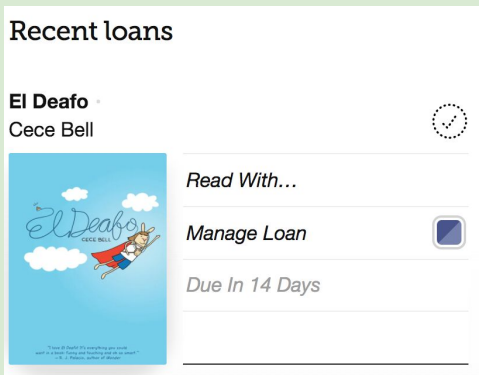 Recent loans
El Deafo
Cece Bell
El Deafo
CECE BELL
Read With...
Manage Loan
Due In 14 Days